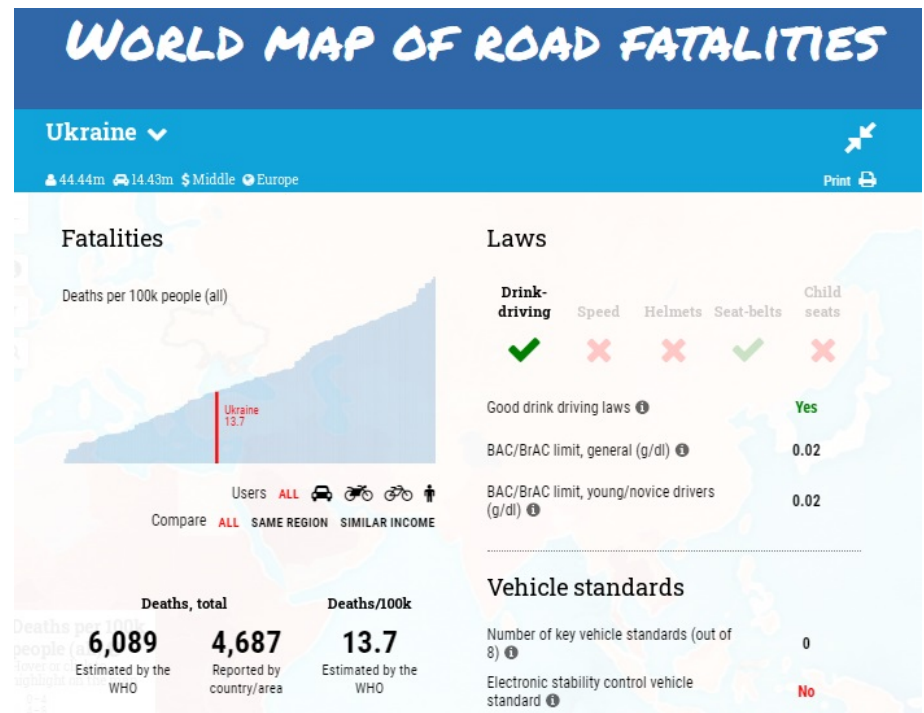 WORLD MAP OF ROAD FATALITIES
Ukraine
44.44m 14.43m $ Middle Europe
Print
Fatalities
Deaths per 100k people (all)
Ukraine
13.7
Users ALL
Compare ALL SAME REGION SIMILAR INCOME
Deaths, total Deaths/100k
6,089 4,687 13.7
Estimated by the WHO
Reported by country/area
Estimated by the WHO
Laws
Drink-driving Speed Helmets Seat-belts Child seats
Good drink driving laws Yes
BAC/BrAC limit, general (g/dl) 0.02
BAC/BrAC limit, young/novice drivers
(g/dl) 0.02
Vehicle standards
Number of key vehicle standards (out of
8) 0
Electronic stability control vehicle
standard No
Deaths per 100k
people (a